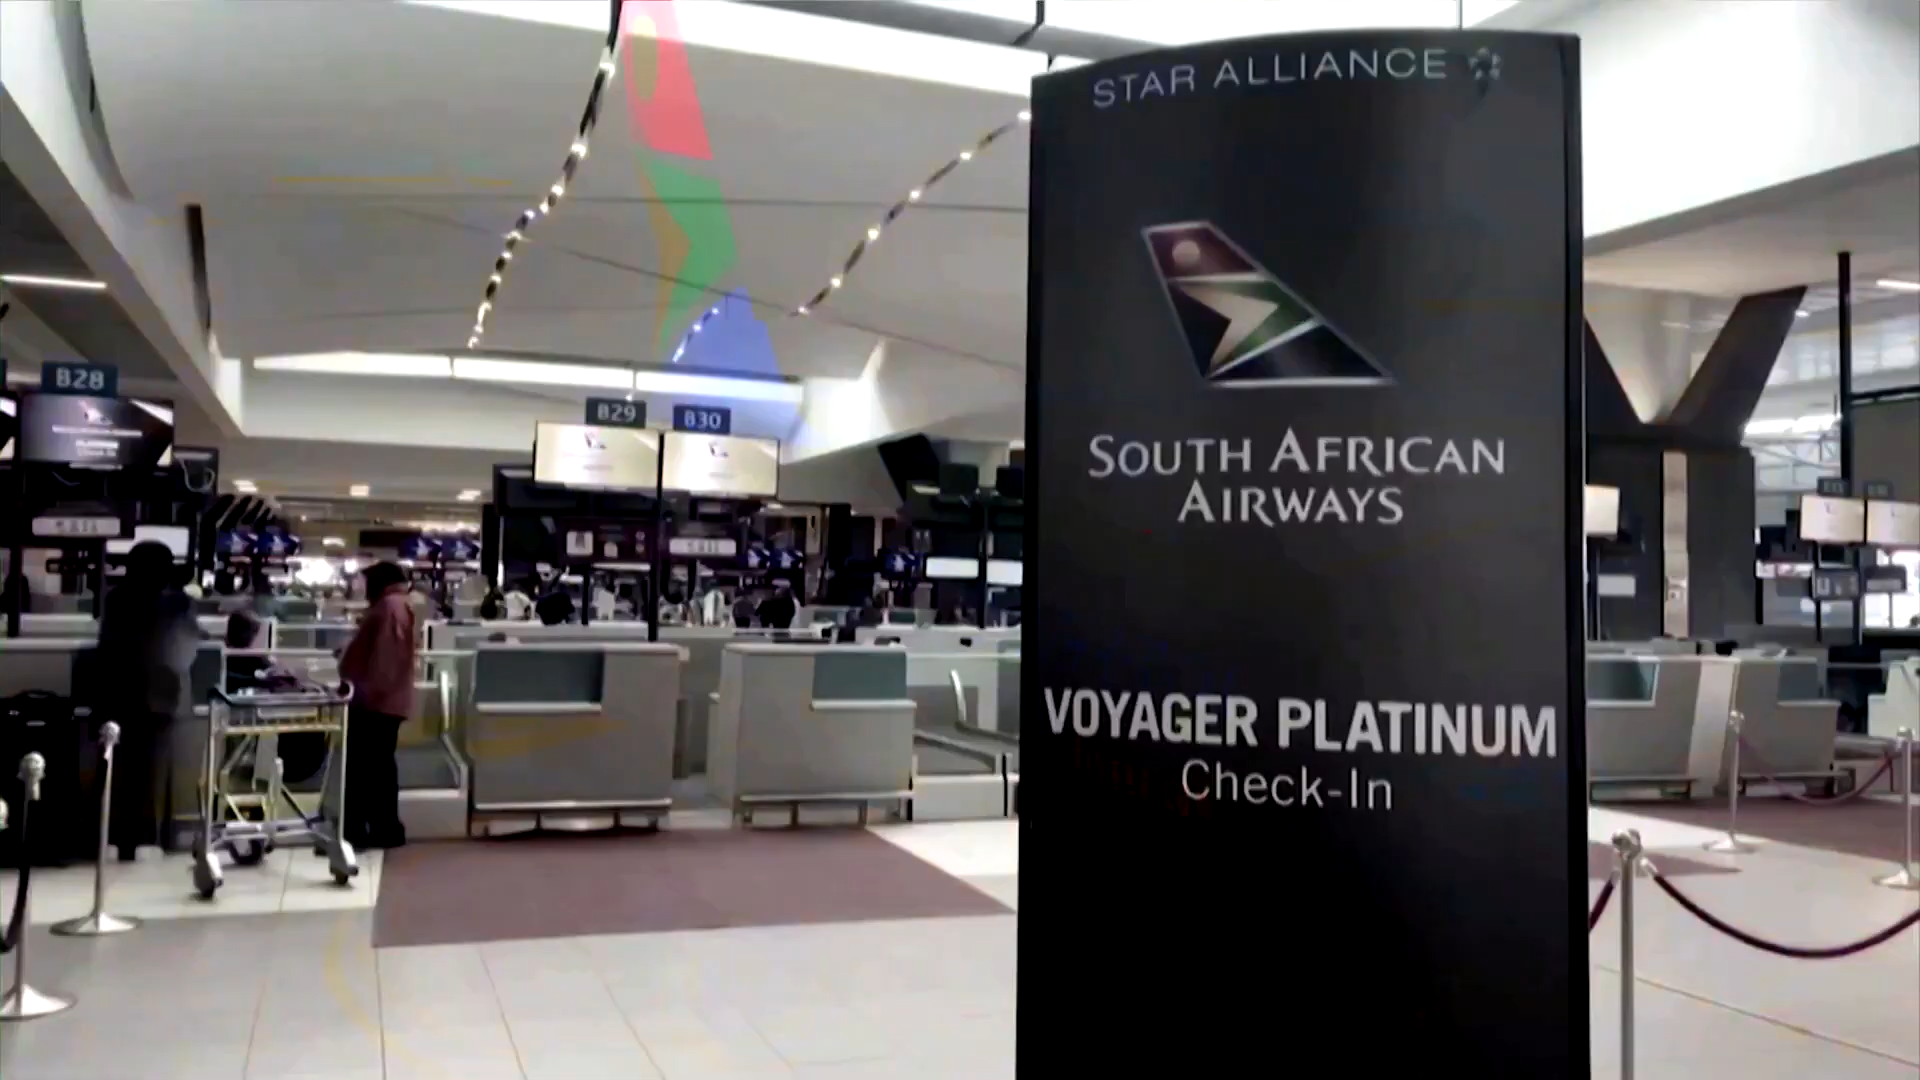 STAR ALLIANCE
SOUTH AFRICAN
AIRWAYS
VOYAGER PLATINUM
Check-In
B28
B29
B30